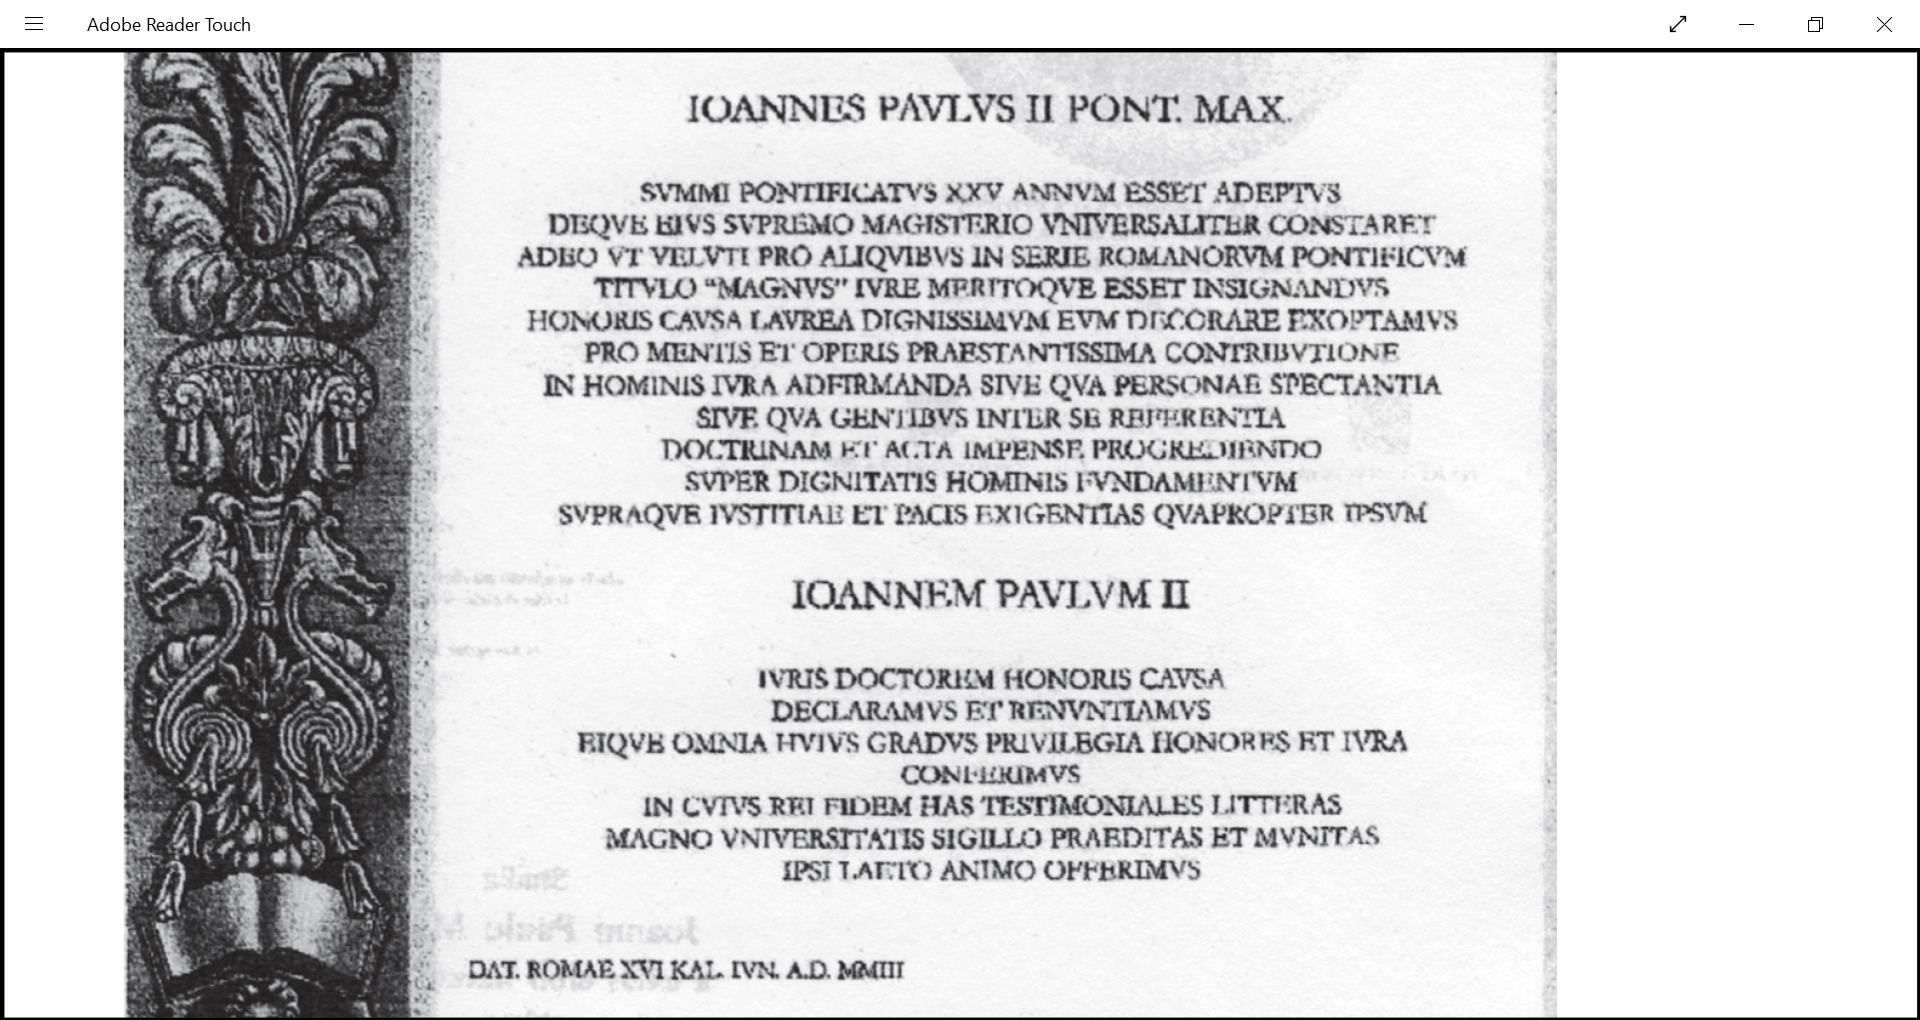 Adobe Reader Touch
IOANNES PAVLVS II PONT. MAX.
SVMMI PONTIFICATVS XXV ANNVM ESSET ADEPTVS
DEQVE EIVS SVPREMO MAGISTERIO VNIVERSALITER CONSTARET
ADEO VT VELVTI PRO ALIQVIBVS IN SERIE ROMANORVM PONTIFICVM
TITVLO “MAGNVS” IVRE MERITOQVE ESSET INSIGNANDVS
HONORIS CAVSA LAVREA DIGNISSIMVM EVM DECORARE EXOPTAMVS
PRO MENTIS ET OPERIS PRAESTANTISSIMA CONTRIBVTIONE
IN HOMINIS IVRA ADFIRMANDA SIVE QVA PERSONAE SPECTANTIA
SIVE QVA GENTIBVS INTER SE REFERENTIA
DOCTRINAM ET ACTA IMPENSE PROGREDIENDO
SVPER DIGNITATIS HOMINIS FVNDAMENTVM
SVPRAQVE IVSTITIAE ET PACIS EXIGENTIAS QVAPROPTER IPSVM
IOANNEM PAVLVM II
IVRIS DOCTOREM HONORIS CAVSA
DECLARAMVS ET RENVNTIAMVS
EIQVE OMNIA HVIVS GRADVS PRIVILEGIA HONORES ET IVRA
CONFERIMVS
IN CVIVS REI FIDEM HAS TESTIMONIALES LITTERAS
MAGNO VNIVERSITATIS SIGILLO PRAEDITAS ET MVNITAS
IPSI LAETO ANIMO OFFERIMVS
DAT. ROMAE XVI KAL. IVN. A.D. MMIII